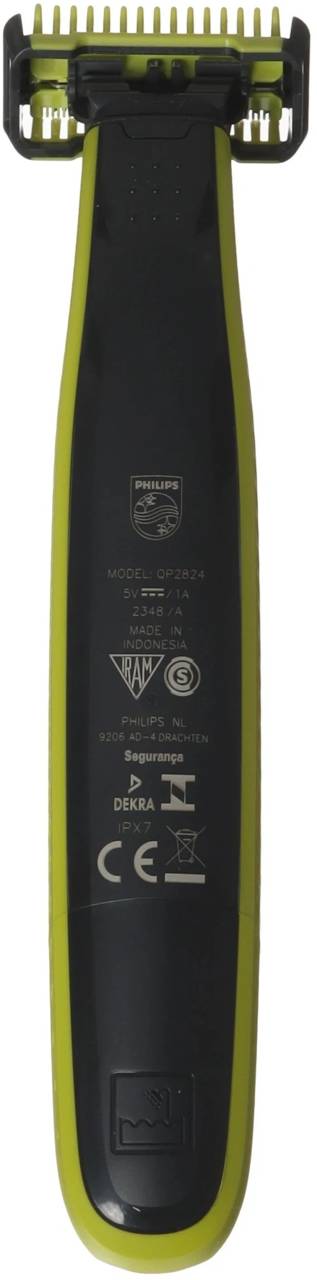 PHILIPS
MODEL: QP2824
5V⎓/1A
2348 /A
MADE IN
INDONESIA
IRAM S
PHILIPS NL
9206 AD-4 DRACHTEN
Segurança
DEKRA
IPX7
CE